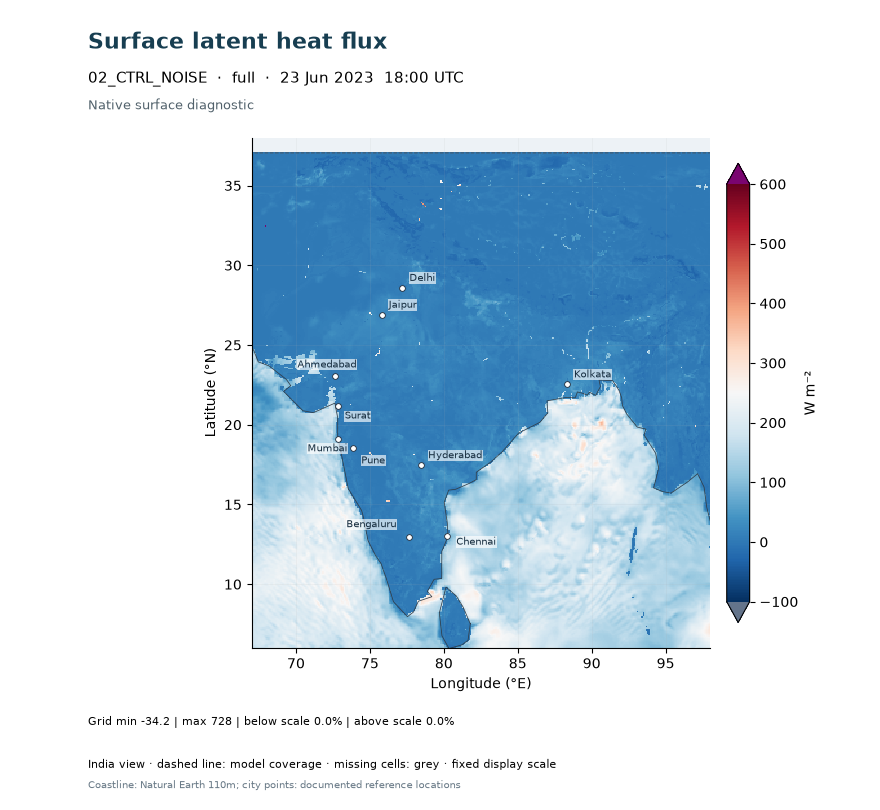 Surface latent heat flux
02_CTRL_NOISE · full · 23 Jun 2023 18:00 UTC
Native surface diagnostic
35
30
25
20
15
10
Latitude (°N)
Delhi
Jaipur
Ahmedabad
Kolkata
Surat
Mumbai
Pune
Hyderabad
Bengaluru
Chennai
70
75
80
85
90
95
Longitude (°E)
600
500
400
300
200
100
0
−100
W m⁻²
Grid min -34.2 | max 728 | below scale 0.0% | above scale 0.0%
India view · dashed line: model coverage · missing cells: grey · fixed display scale
Coastline: Natural Earth 110m; city points: documented reference locations